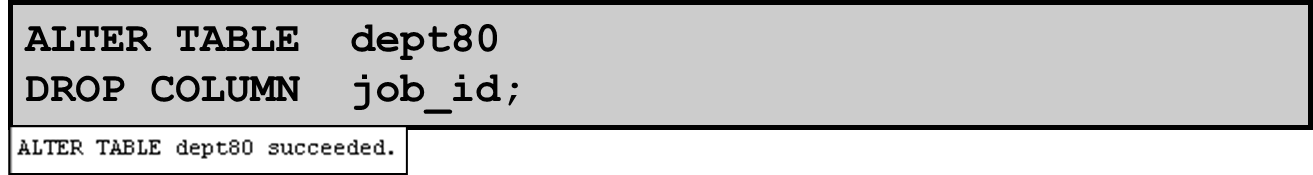 ALTER TABLE dept80
DROP COLUMN job_id;
ALTER TABLE dept80 succeeded.